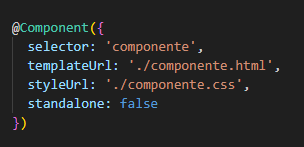 @Component({
  selector: 'componente',
  templateUrl: './componente.html',
  styleUrl: './componente.css',
  standalone: false
})